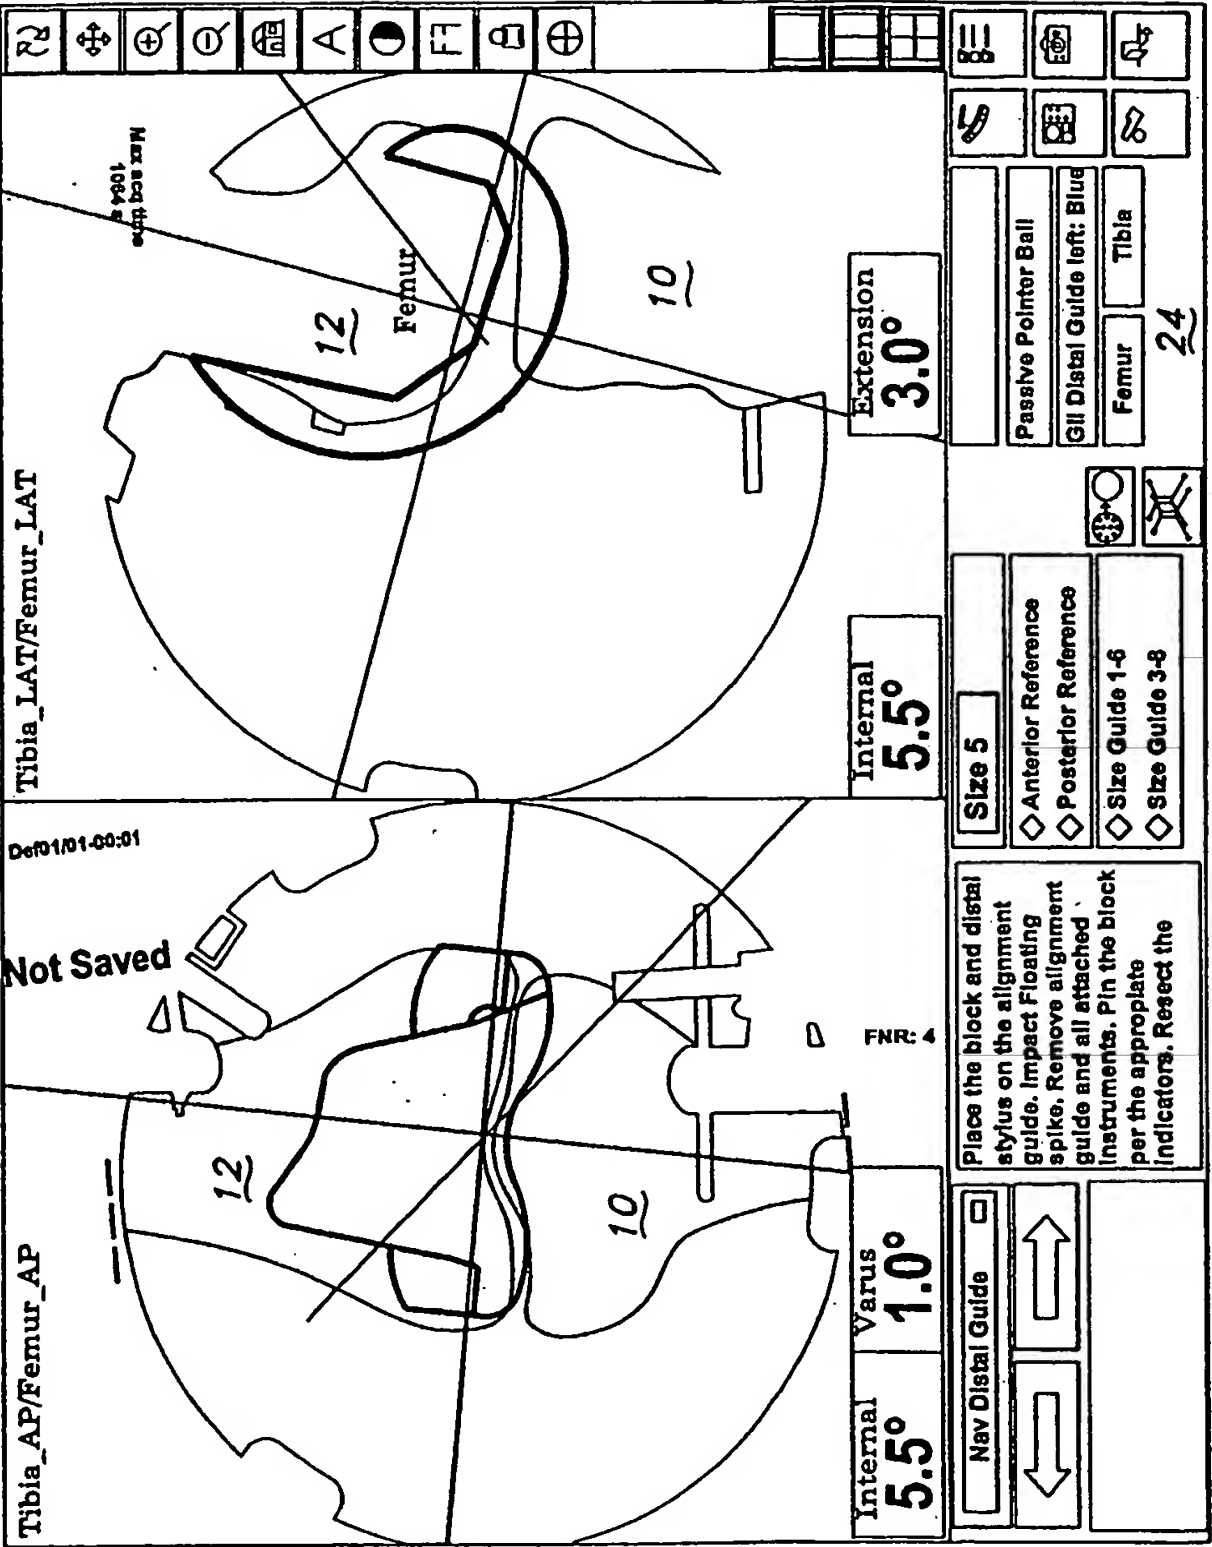 Tibia_AP/Femur_AP
Not Saved
Def01/01-00:01
12
10
FNR: 4
Internal
5.5°
Varus
1.0°
Tibia_LAT/Femur_LAT
Max acq time
1064 s
12
Femur
10
Internal
5.5°
Extension
3.0°
A
Nav Distal Guide
Place the block and distal
stylus on the alignment
guide. Impact Floating
spike. Remove alignment
guide and all attached
instruments. Pin the block
per the appropiate
indicators. Resect the
Size 5
Anterior Reference
Posterior Reference
Size Guide 1-6
Size Guide 3-8
Passive Pointer Ball
GII Distal Guide left: Blue
Femur
Tibia
24